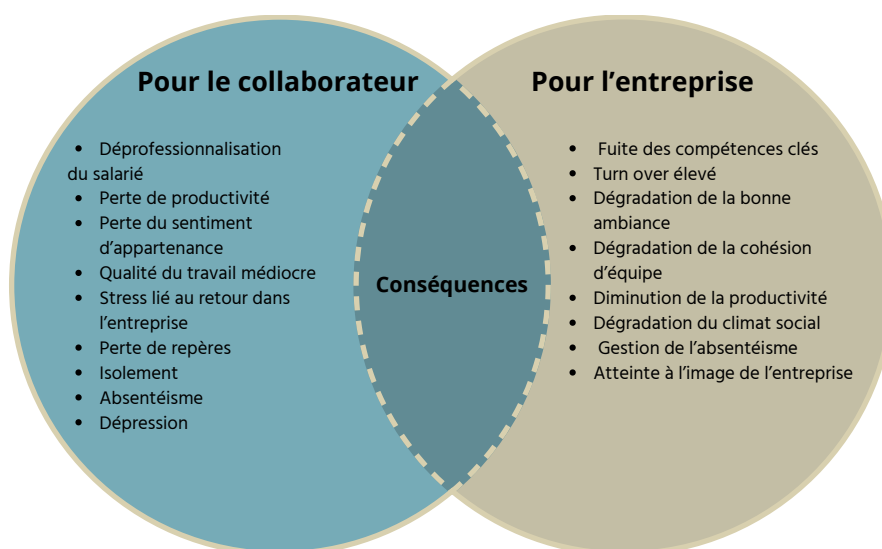 Pour le collaborateur
• Déprofessionnalisation
du salarié
• Perte de productivité
• Perte du sentiment
d'appartenance
• Qualité du travail médiocre
• Stress lié au retour dans
l'entreprise
• Perte de repères
• Isolement
• Absentéisme
• Dépression
Conséquences
Pour l'entreprise
• Fuite des compétences clés
• Turn over élevé
• Dégradation de la bonne
ambiance
• Dégradation de la cohésion
d'équipe
• Diminution de la productivité
• Dégradation du climat social
• Gestion de l'absentéisme
• Atteinte à l'image de l'entreprise